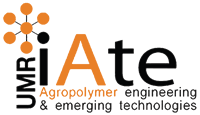 UMR iAte
Agropolymer engineering
& emerging technologies